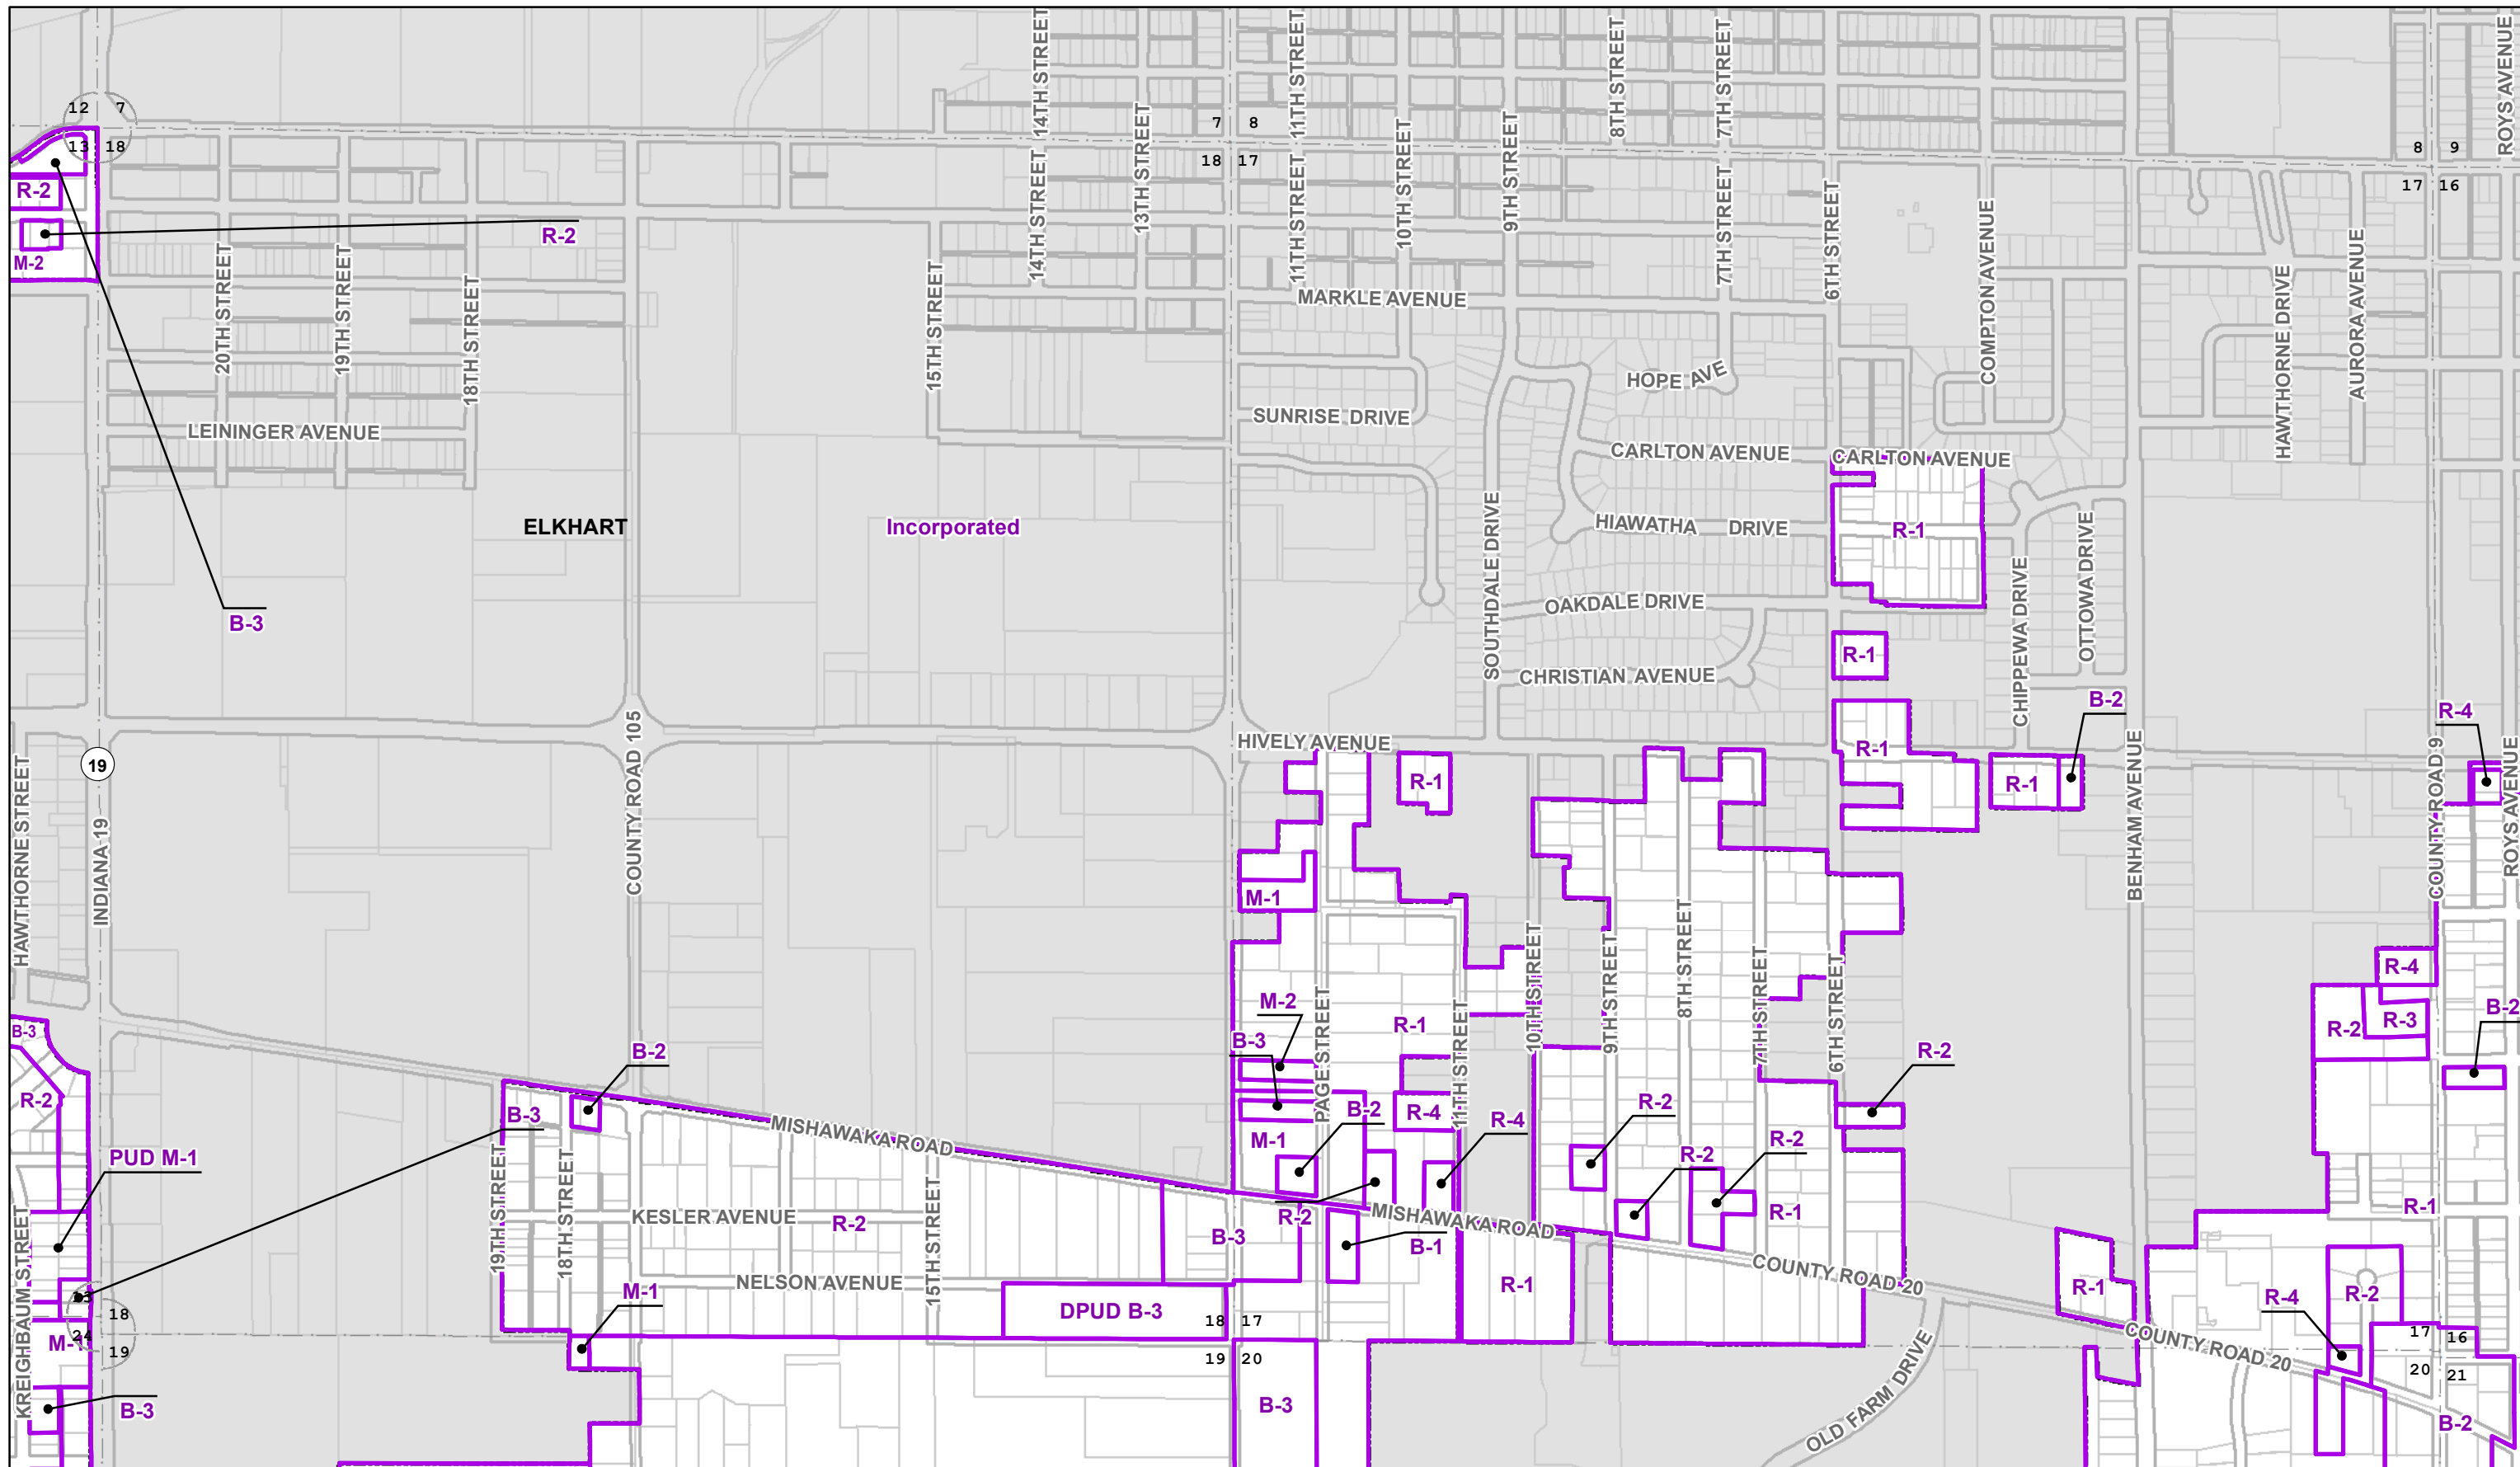 14TH STREET
11TH STREET
8TH STREET
7TH STREET
ROYS AVENUE
12 7
13 18
7 8
18 17
8 9
17 16
R-2
R-2
M-2
14TH STREET
13TH STREET
11TH STREET
10TH STREET
9TH STREET
7TH STREET
6TH STREET
COMPTON AVENUE
HAWTHORNE DRIVE
AURORA AVENUE
20TH STREET
19TH STREET
18TH STREET
15TH STREET
MARKLE AVENUE
HOPE AVE
SUNRISE DRIVE
LEININGER AVENUE
CARLTON AVENUE
CARLTON AVENUE
ELKHART
Incorporated
SOUTHDALE DRIVE
HIAWATHA DRIVE
R-1
CHIPPEWA DRIVE
OTTOWA DRIVE
OAKDALE DRIVE
B-3
R-1
CHRISTIAN AVENUE
B-2
R-4
HIVELY AVENUE
R-1
19
HAWTHORNE STREET
INDIANA 19
COUNTY ROAD 105
R-1
R-1
BENHAM AVENUE
COUNTY ROAD 9
ROYS AVENUE
M-1
R-4
M-2
PAGE STREET
R-1
11TH STREET
10TH STREET
9TH STREET
8TH STREET
7TH STREET
6TH STREET
R-2
R-3
B-2
B-3
B-3
B-2
R-2
R-2
B-3
MISHAWAKA ROAD
M-1
B-2
R-4
R-4
R-2
R-2
R-2
PUD M-1
19TH STREET
18TH STREET
15TH STREET
KESLER AVENUE
R-2
B-3
R-2
MISHAWAKA ROAD
B-1
R-1
R-1
KREIGHBAUM STREET
NELSON AVENUE
M-1
DPUD B-3
R-1
COUNTY ROAD 20
R-1
R-4
R-2
18
24
19
18 17
19 20
17 16
20 21
COUNTY ROAD 20
B-3
B-3
OLD FARM DRIVE
B-2